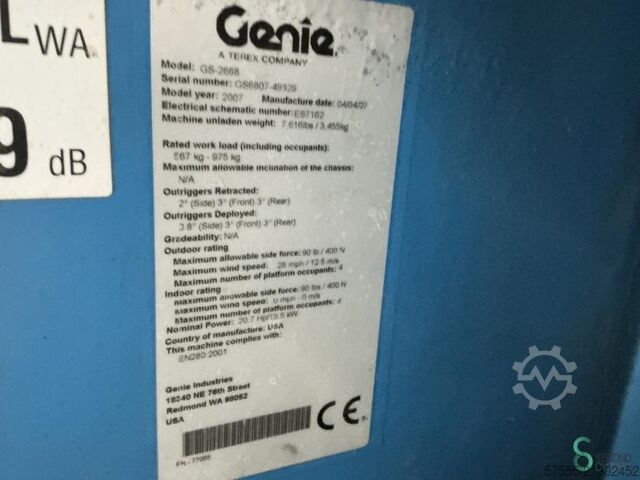 LWA
9 dB
Genie.
A TEREX COMPANY
Model: GS-2668
Serial number: GS6807-49329
Model year: 2007 Manufacture date: 04/04/07
Electrical schematic number: ES7162
Machine unladen weight: 7,616lbs / 3,455kg
Rated work load (including occupants):
567 kg - 975 kg
Maximum allowable inclination of the chassis:
N/A
Outriggers Retracted:
2° (Side) 3° (Front) 3° (Rear)
Outriggers Deployed:
3.8° (Side) 3° (Front) 3° (Rear)
Gradeability: N/A
Outdoor rating
Maximum allowable side force: 90 lb / 400 N
Maximum wind speed: 28 mph / 12.5 m/s
Maximum number of platform occupants: 4
Indoor rating
Maximum allowable side force: 90 lbs / 400 N
Maximum wind speed: 0 mph - 0 m/s
Maximum number of platform occupants: 4
Nominal Power: 20.7 Hp/15.5 kW
Country of manufacture: USA
This machine complies with:
EN280:2001
Genie Industries
18340 NE 76th Street
Redmond WA 98052
USA
CE
PN - 77055
SECOND